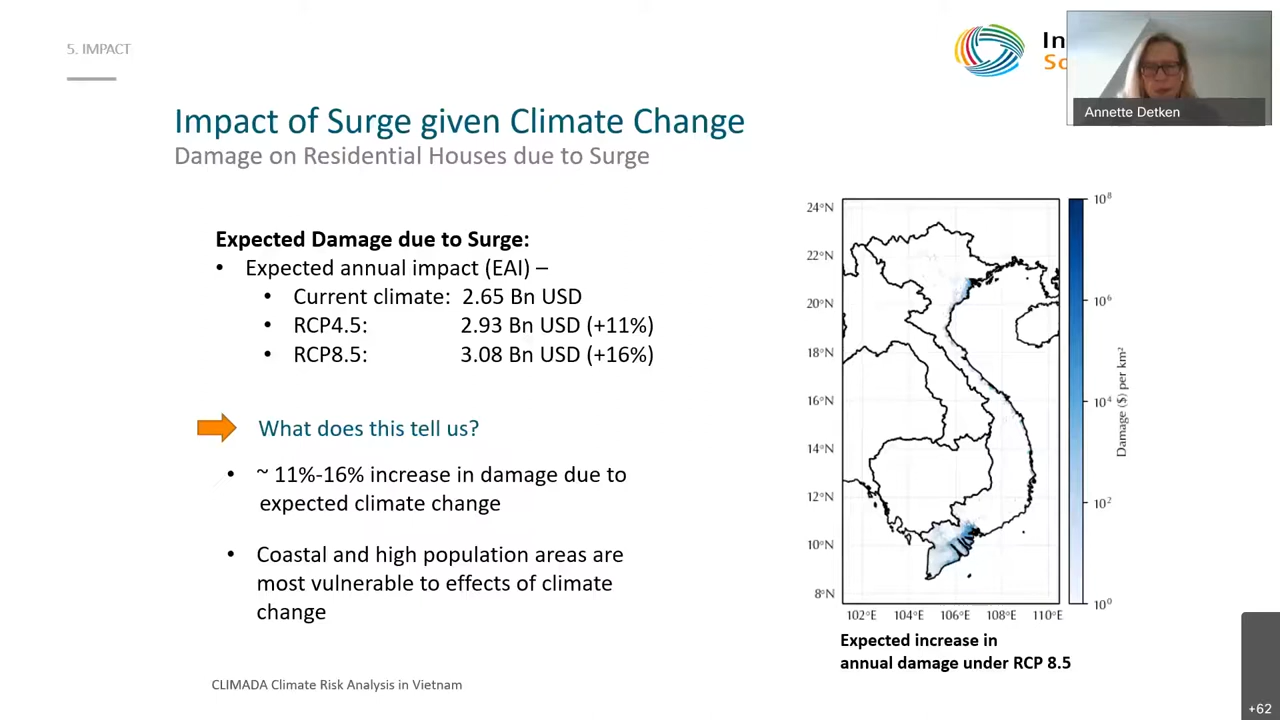 5. IMPACT
In
So
Annette Detken
Impact of Surge given Climate Change
Damage on Residential Houses due to Surge
Expected Damage due to Surge:
• Expected annual impact (EAI) –
• Current climate: 2.65 Bn USD
• RCP4.5: 2.93 Bn USD (+11%)
• RCP8.5: 3.08 Bn USD (+16%)
What does this tell us?
• ~ 11%-16% increase in damage due to
expected climate change
• Coastal and high population areas are
most vulnerable to effects of climate
change
24°N
22°N
20°N
18°N
16°N
14°N
12°N
10°N
8°N
102°E 104°E 106°E 108°E 110°E
10⁸
10⁶
10⁴
10²
10⁰
Damage ($) per km²
Expected increase in
annual damage under RCP 8.5
CLIMADA Climate Risk Analysis in Vietnam
+62